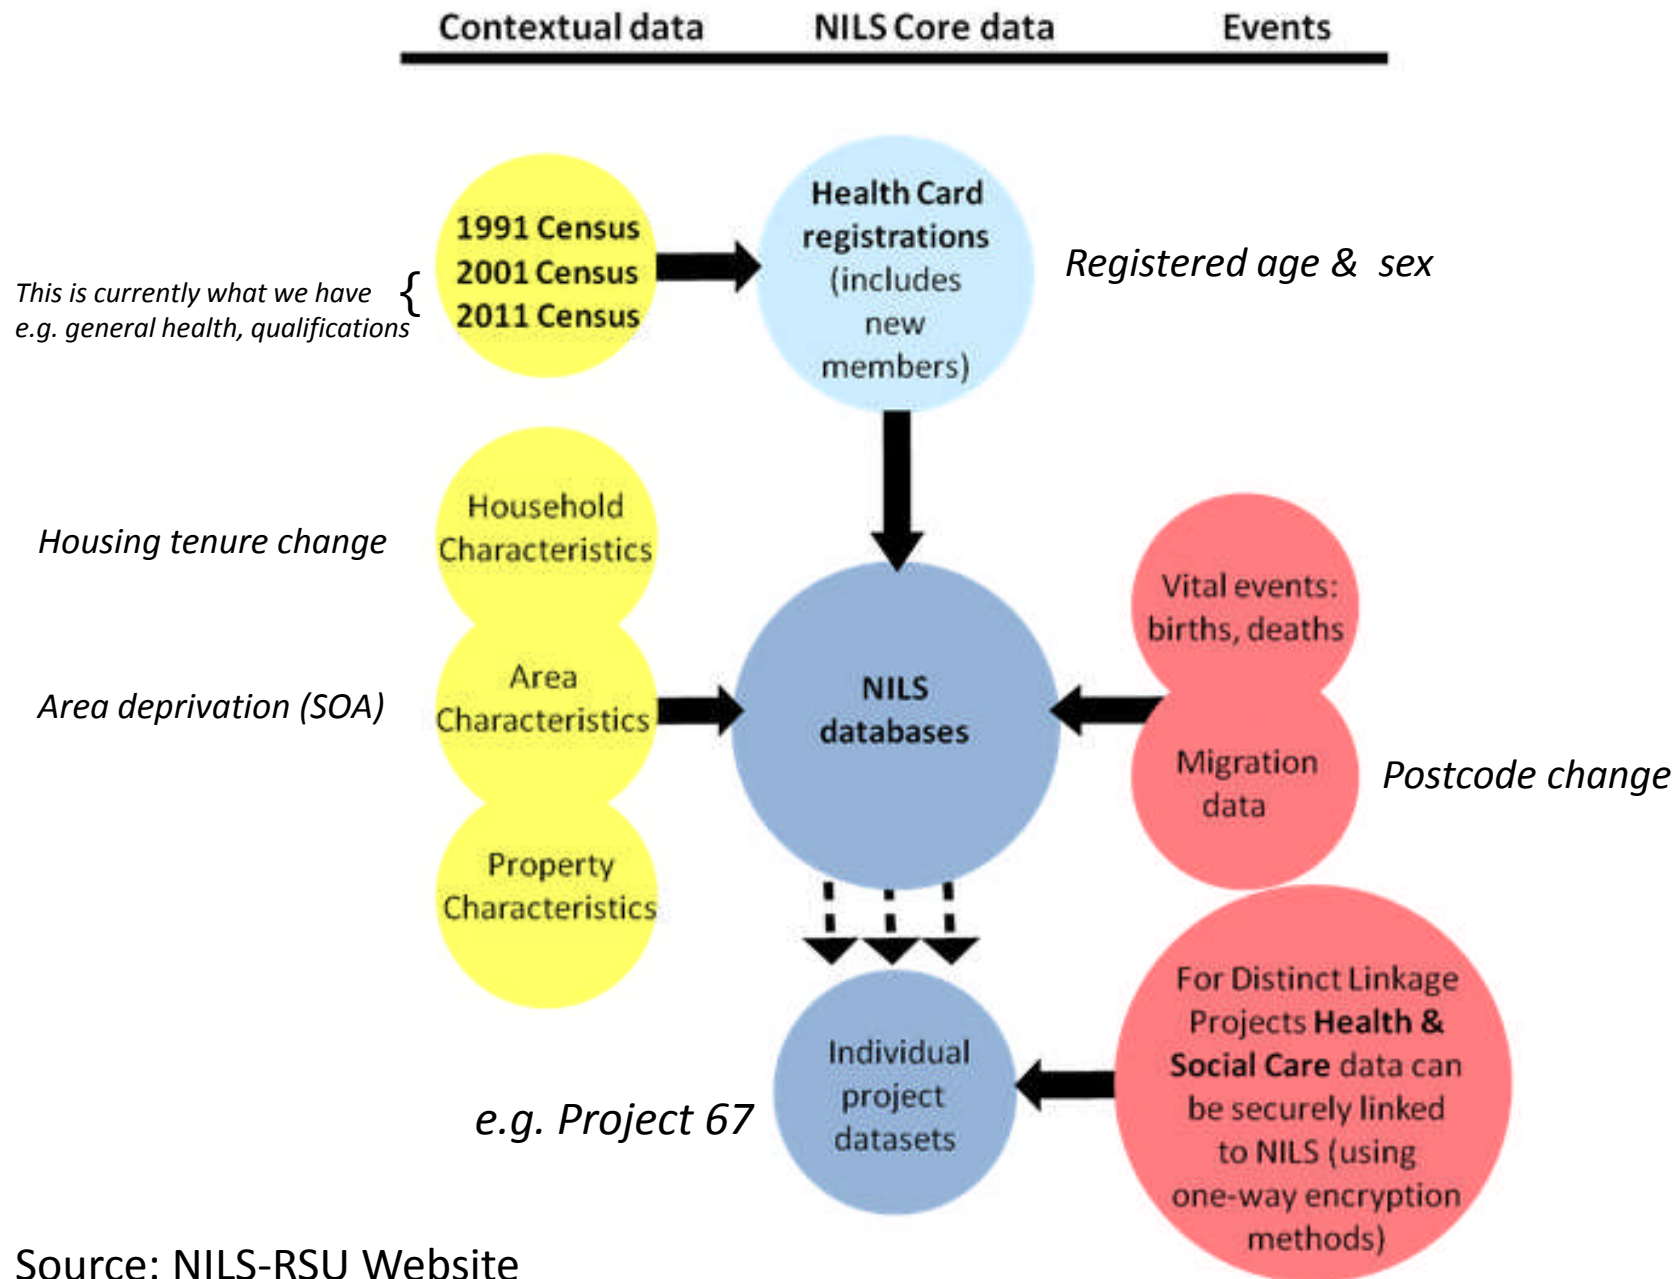 Contextual data NILS Core data Events
1991 Census
2001 Census
2011 Census
This is currently what we have {
e.g. general health, qualifications
Health Card
registrations
(includes
new
members)
Registered age & sex
Household
Characteristics
Housing tenure change
Area
Characteristics
Area deprivation (SOA)
Property
Characteristics
NILS
databases
Vital events:
births, deaths
Migration
data
Postcode change
Individual
project
datasets
e.g. Project 67
For Distinct Linkage
Projects Health &
Social Care data can
be securely linked
to NILS (using
one-way encryption
methods)
Source: NILS-RSU Website